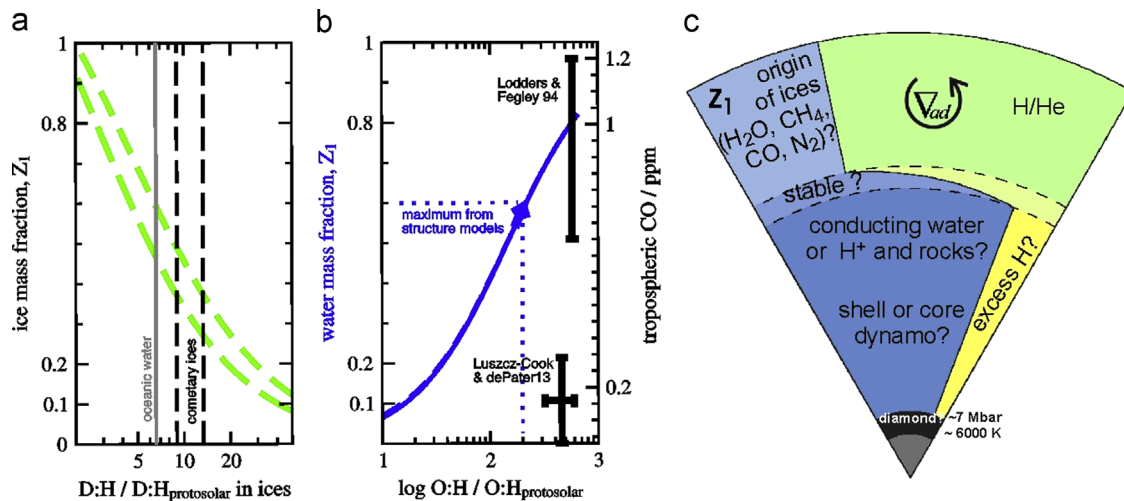 a
1
0.8
0.2
0.1
0
ice mass fraction, Z1
oceanic water
cometary ices
5
10
20
D:H / D:Hprotosolar in ices
b
1
0.8
0.2
0.1
0
water mass fraction, Z1
maximum from
structure models
Lodders &
Fegley 94
Luszcz-Cook
& dePater13
1.2
1
0.2
tropospheric CO / ppm
1
2
3
log O:H / O:Hprotosolar
c
Z1
origin
of ices
(H2O, CH4,
CO, N2)?
∇ad
H/He
stable ?
conducting water
or H+ and rocks?
excess H?
shell or core
dynamo?
diamond?
~7 Mbar
~ 6000 K